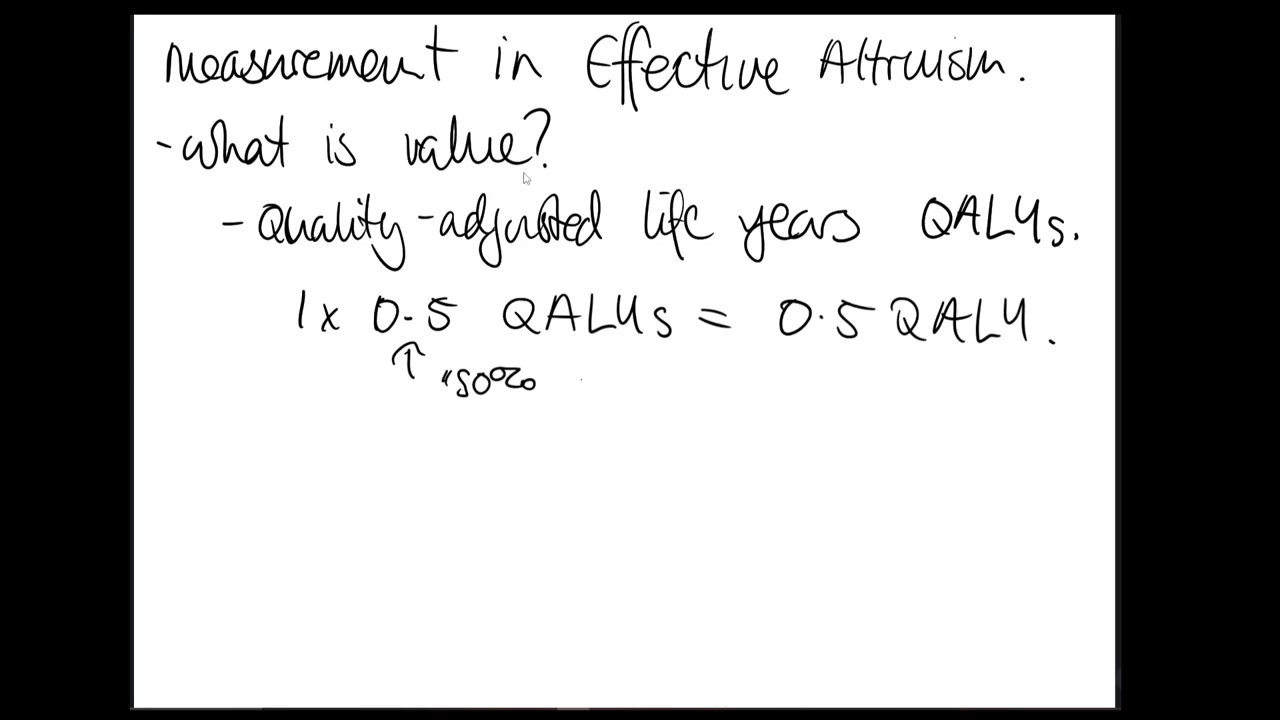 measurement in Effective Altruism.
- what is value?
- Quality-adjusted life years QALYs.
1 x 0.5 QALYs = 0.5 QALY.
↑ "50%